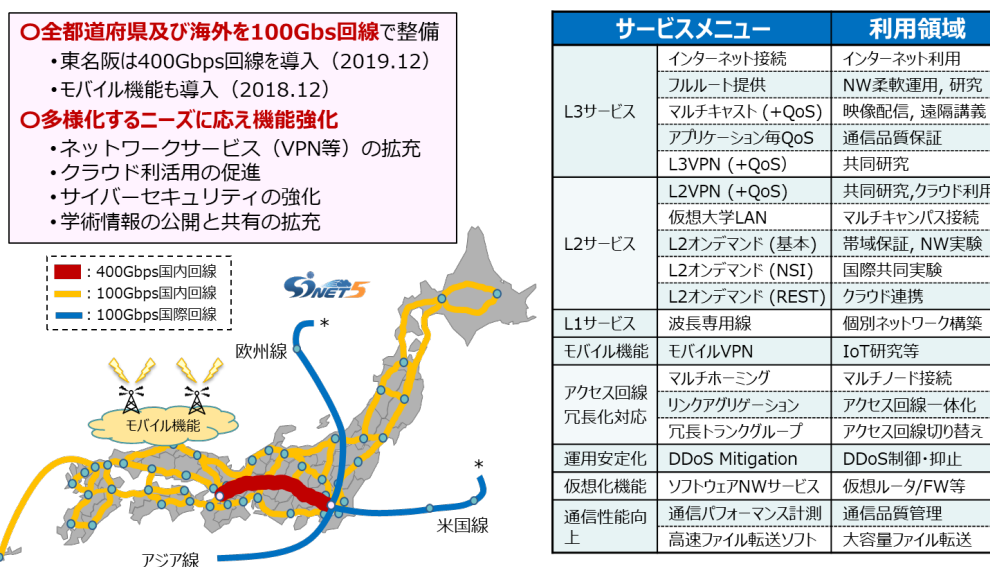 〇全都道府県及び海外を100Gbs回線で整備
・東名阪は400Gbps回線を導入（2019.12）
・モバイル機能も導入（2018.12）
〇多様化するニーズに応え機能強化
・ネットワークサービス（VPN等）の拡充
・クラウド利活用の促進
・サイバーセキュリティの強化
・学術情報の公開と共有の拡充
：400Gbps国内回線
：100Gbps国内回線
：100Gbps国際回線
SINET5
*
欧州線
モバイル機能
*
米国線
アジア線
サービスメニュー 利用領域
L3サービス インターネット接続 インターネット利用
フルルート提供 NW柔軟運用, 研究
マルチキャスト (+QoS) 映像配信, 遠隔講義
アプリケーション毎QoS 通信品質保証
L3VPN (+QoS) 共同研究
L2サービス L2VPN (+QoS) 共同研究,クラウド利用
仮想大学LAN マルチキャンパス接続
L2オンデマンド (基本) 帯域保証, NW実験
L2オンデマンド (NSI) 国際共同実験
L2オンデマンド (REST) クラウド連携
L1サービス 波長専用線 個別ネットワーク構築
モバイル機能 モバイルVPN IoT研究等
アクセス回線冗長化対応 マルチホーミング マルチノード接続
リンクアグリゲーション アクセス回線一体化
冗長トランクグループ アクセス回線切り替え
運用安定化 DDoS Mitigation DDoS制御・抑止
仮想化機能 ソフトウェアNWサービス 仮想ルータ/FW等
通信性能向上 通信パフォーマンス計測 通信品質管理
高速ファイル転送ソフト 大容量ファイル転送